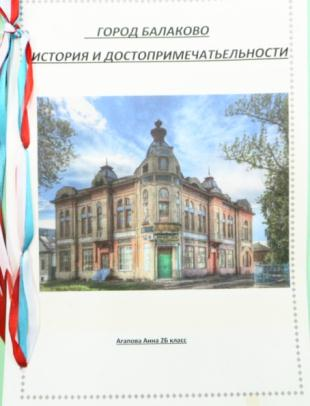 ГОРОД БАЛАКОВО
ИСТОРИЯ И ДОСТОПРИМЕЧАТЬЕЛЬНОСТИ
Агапова Анна 2Б класс